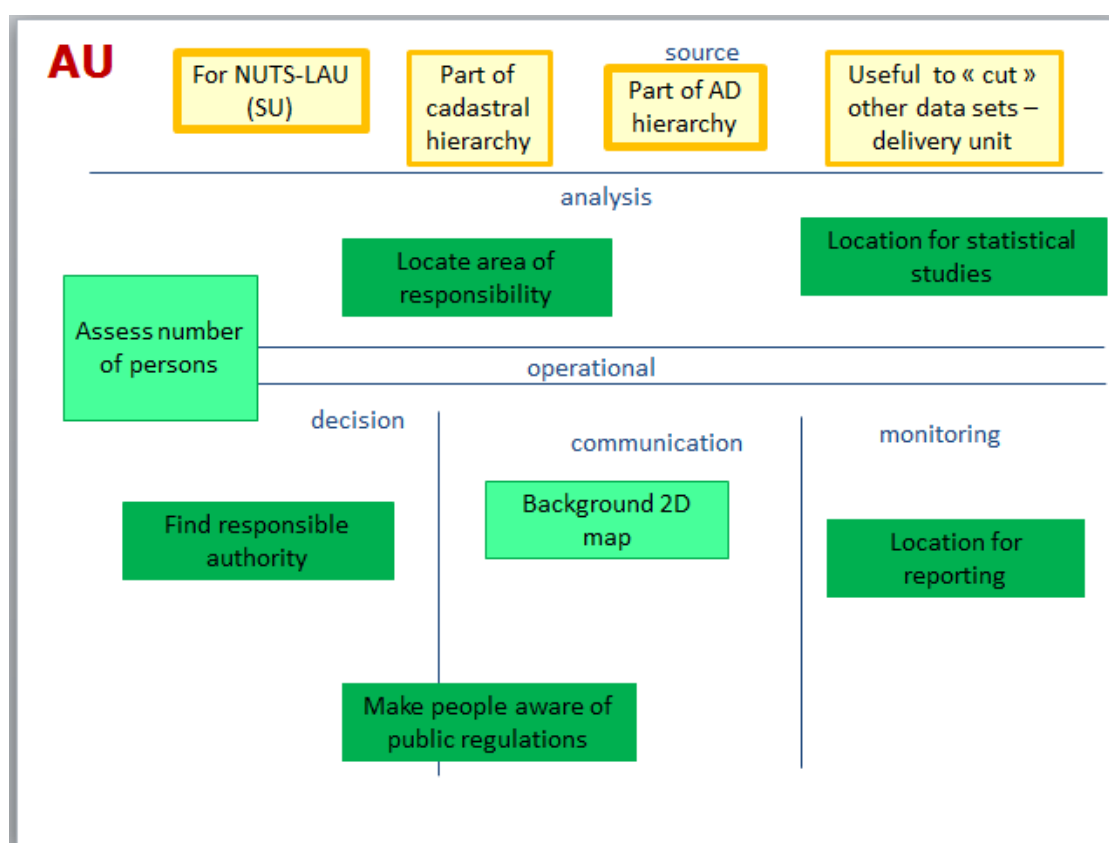 AU
For NUTS-LAU
(SU)
Part of
cadastral
hierarchy
source
Part of AD
hierarchy
Useful to « cut »
other data sets –
delivery unit
analysis
Locate area of
responsibility
Location for statistical
studies
Assess number
of persons
operational
decision
communication
monitoring
Find responsible
authority
Background 2D
map
Location for
reporting
Make people aware of
public regulations